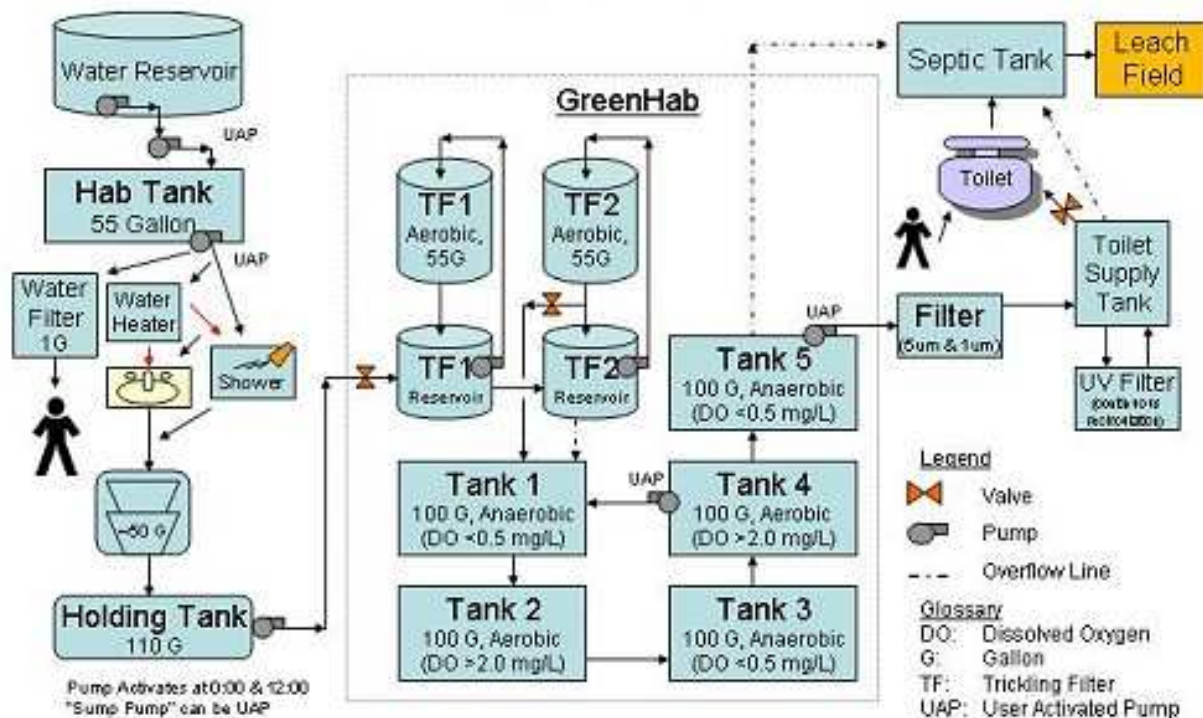 Water Reservoir
UAP
Hab Tank
55 Gallon
UAP
Water
Filter
1G
Water
Heater
Shower
~50 G
Holding Tank
110 G
Pump Activates at 0:00 & 12:00
"Sump Pump" can be UAP
GreenHab
TF1
Aerobic,
55G
TF2
Aerobic,
55G
TF1
Reservoir
TF2
Reservoir
Tank 1
100 G, Anaerobic
(DO <0.5 mg/L)
Tank 2
100 G, Aerobic
(DO >2.0 mg/L)
Tank 3
100 G, Anaerobic
(DO <0.5 mg/L)
UAP
Tank 4
100 G, Aerobic
(DO >2.0 mg/L)
Tank 5
100 G, Anaerobic
(DO <0.5 mg/L)
UAP
Septic Tank
Leach
Field
Toilet
Filter
(5um & 1um)
Toilet
Supply
Tank
UV Filter
Legend
Valve
Pump
Overflow Line
Glossary
DO: Dissolved Oxygen
G: Gallon
TF: Trickling Filter
UAP: User Activated Pump